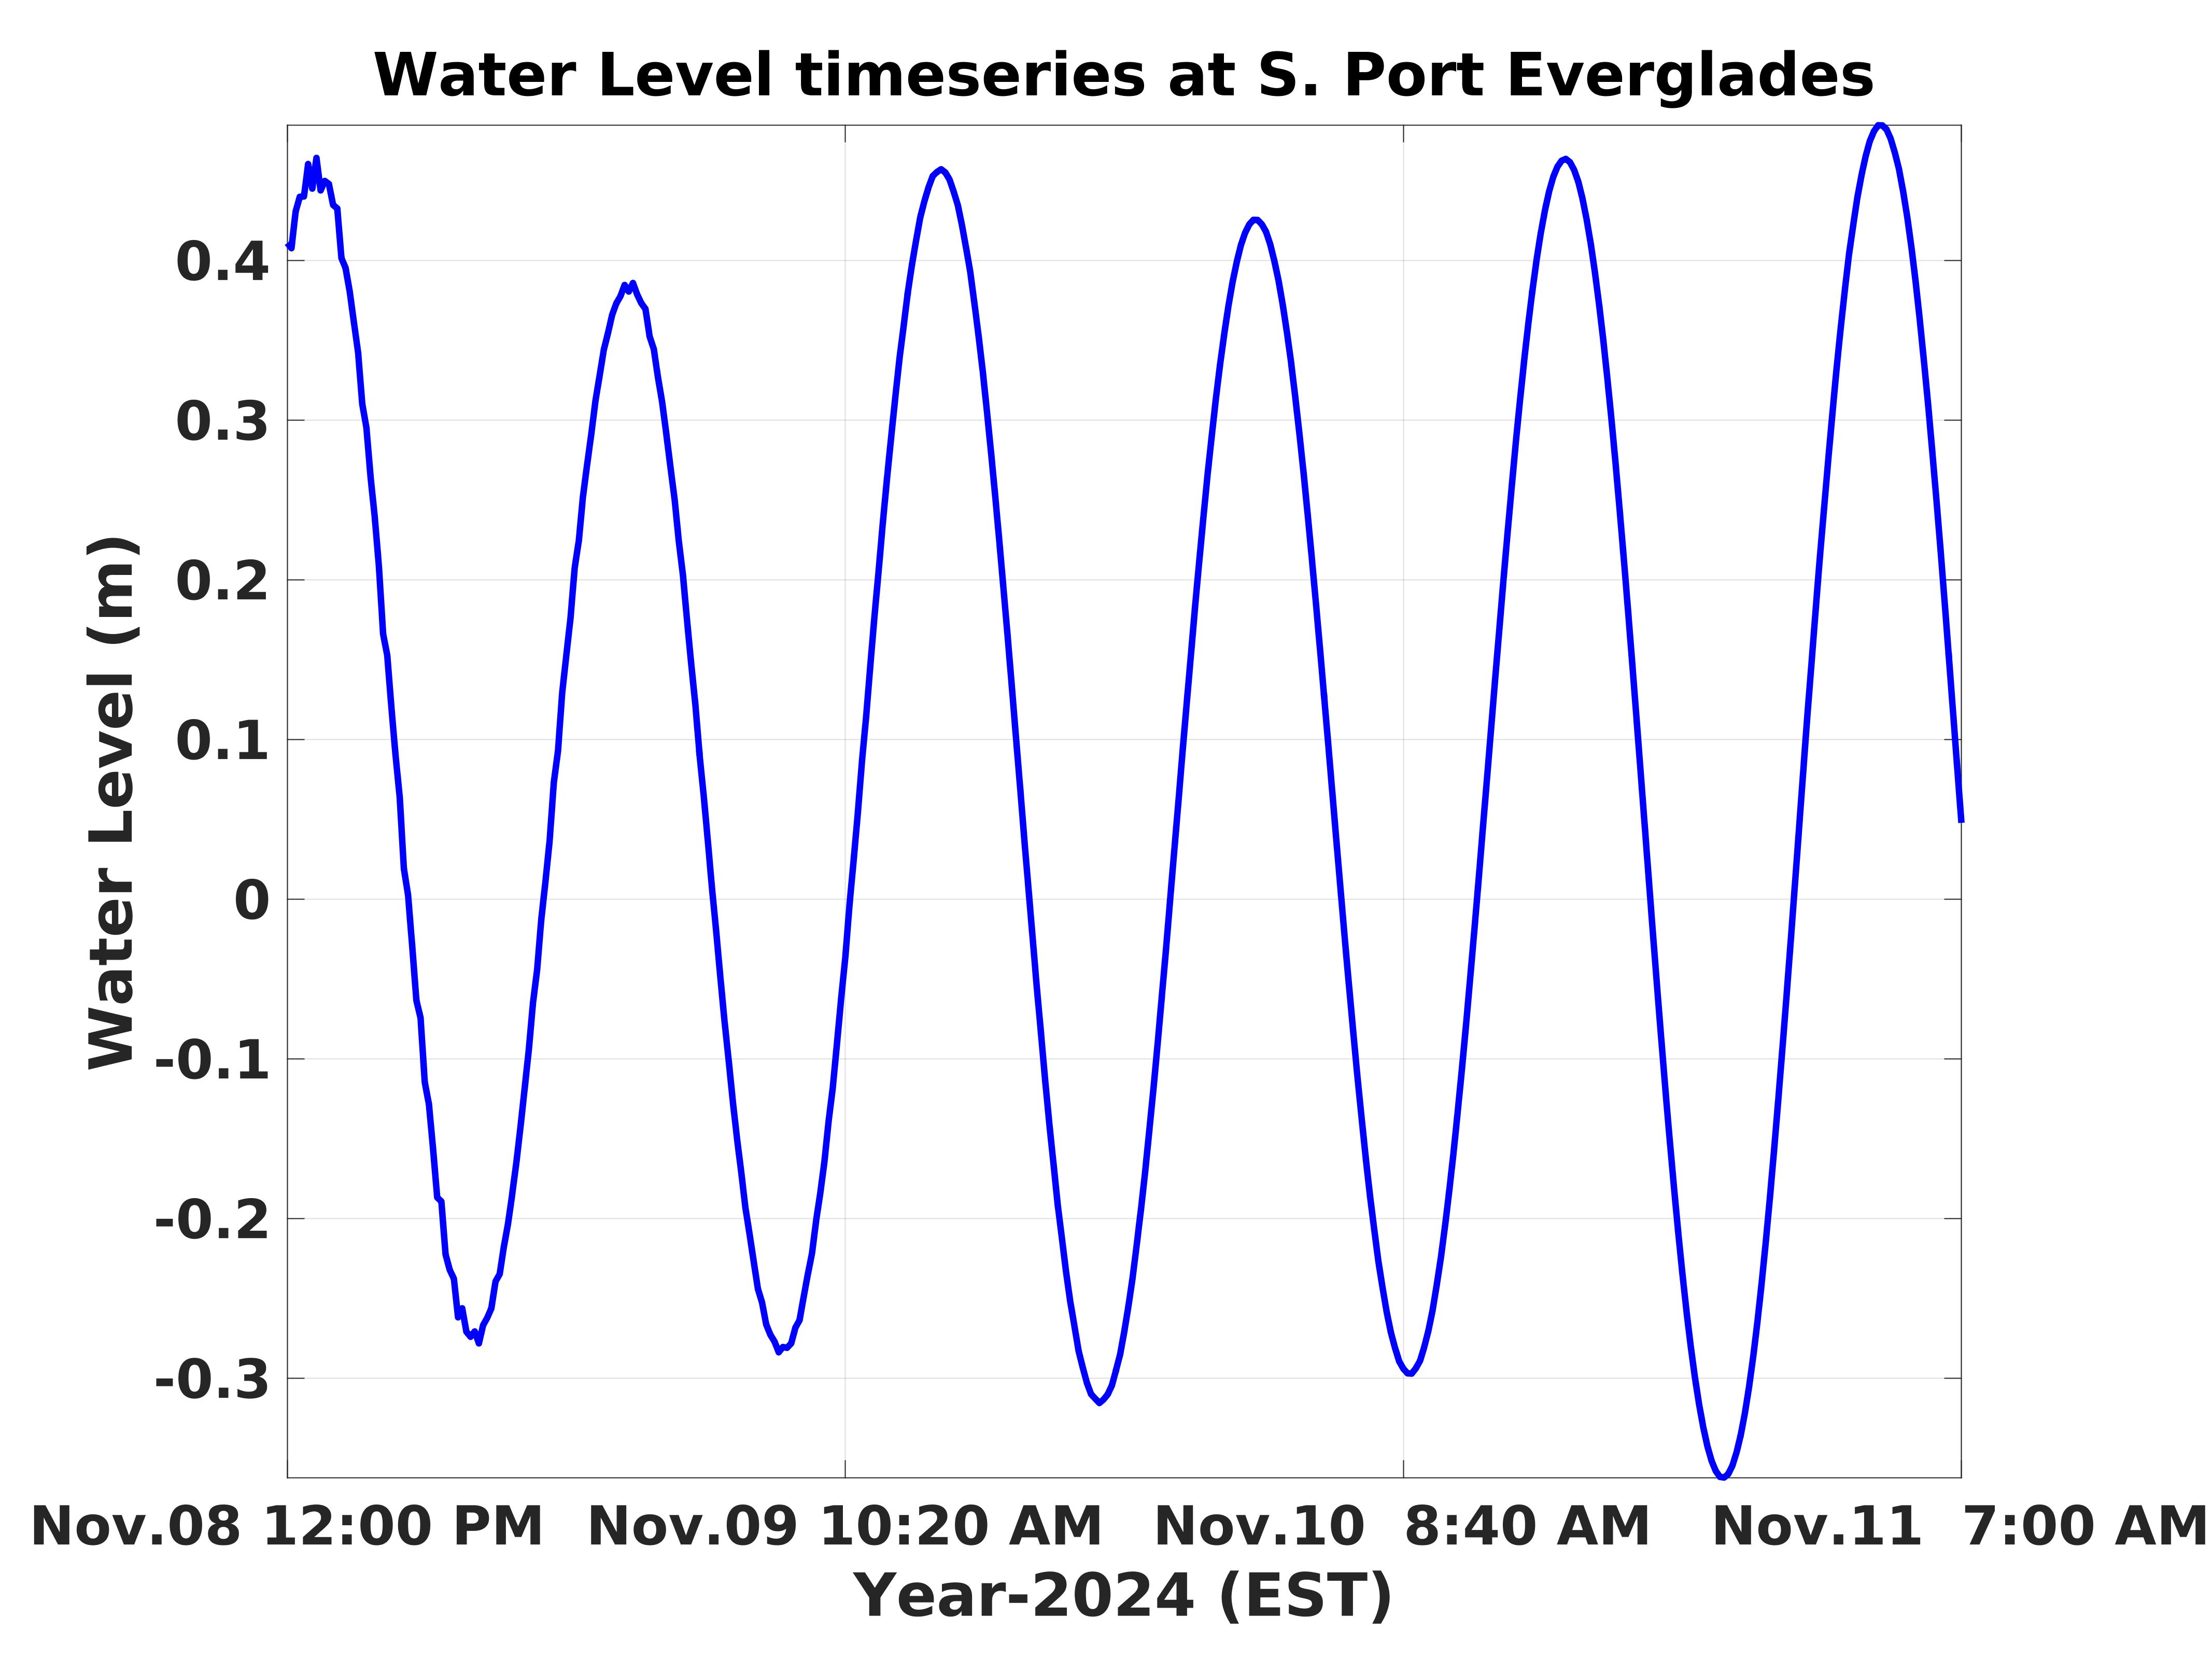 Water Level timeseries at S. Port Everglades
Water Level (m)
0.4
0.3
0.2
0.1
0
-0.1
-0.2
-0.3
Nov.08 12:00 PM Nov.09 10:20 AM Nov.10 8:40 AM Nov.11 7:00 AM
Year-2024 (EST)